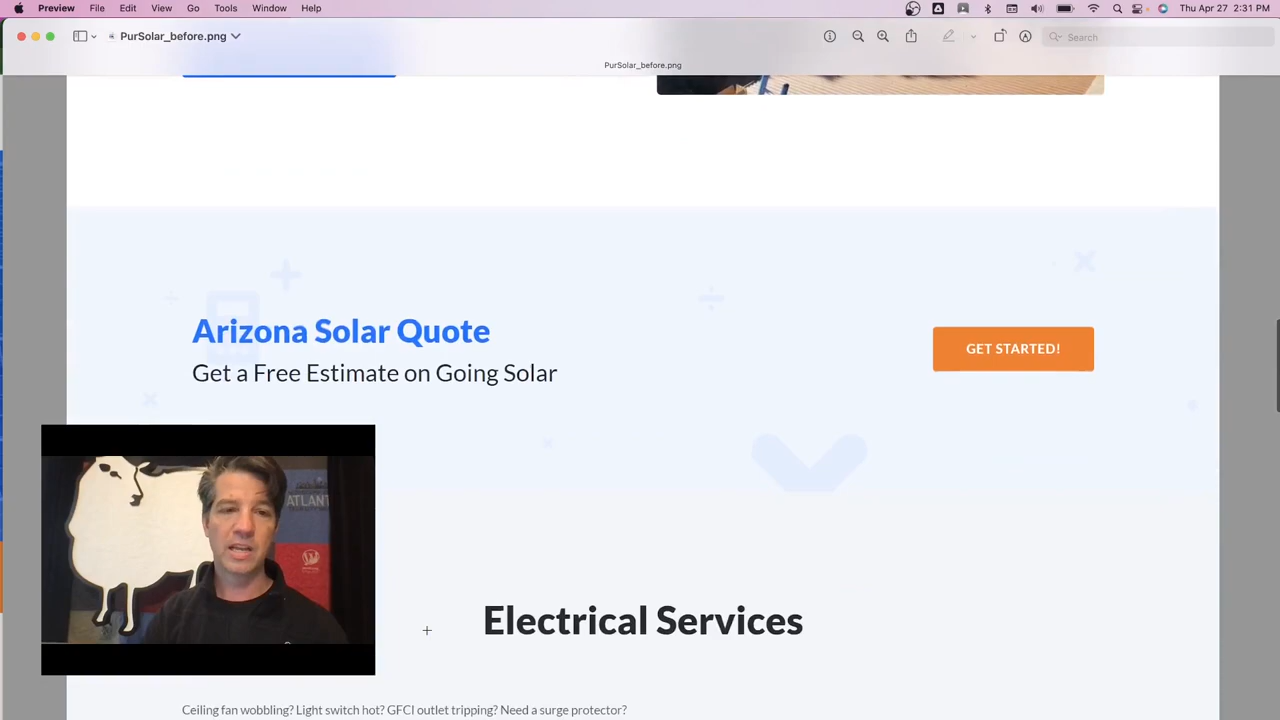 Preview File Edit View Go Tools Window Help Thu Apr 27 2:31 PM
PurSolar_before.png Search
PurSolar_before.png
Arizona Solar Quote
Get a Free Estimate on Going Solar
GET STARTED!
ATLANT
Electrical Services
Ceiling fan wobbling? Light switch hot? GFCI outlet tripping? Need a surge protector?